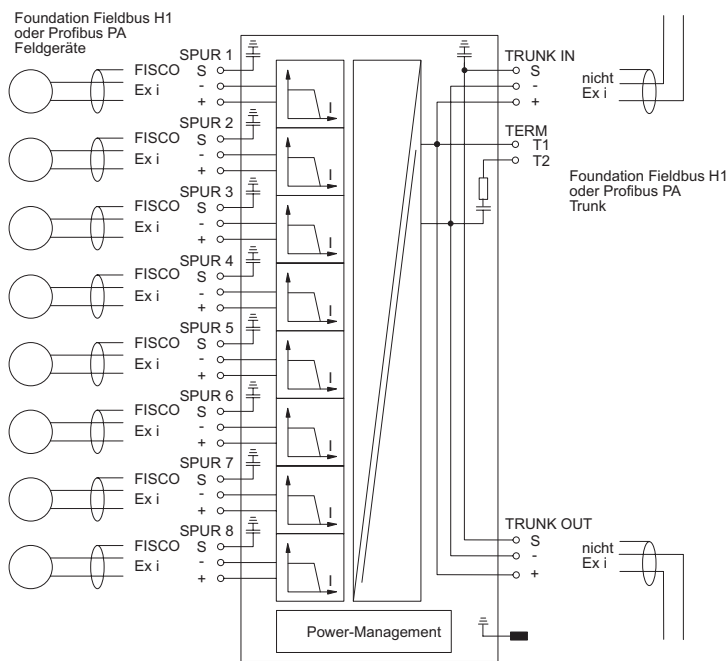 Foundation Fieldbus H1
oder Profibus PA
Feldgeräte
SPUR 1
FISCO S
Ex i -
+
I
SPUR 2
FISCO S
Ex i -
+
I
SPUR 3
FISCO S
Ex i -
+
I
SPUR 4
FISCO S
Ex i -
+
I
SPUR 5
FISCO S
Ex i -
+
I
SPUR 6
FISCO S
Ex i -
+
I
SPUR 7
FISCO S
Ex i -
+
I
SPUR 8
FISCO S
Ex i -
+
I
Power-Management
TRUNK IN
S
-
+
nicht
Ex i
TERM
T1
T2
Foundation Fieldbus H1
oder Profibus PA
Trunk
TRUNK OUT
S
-
+
nicht
Ex i